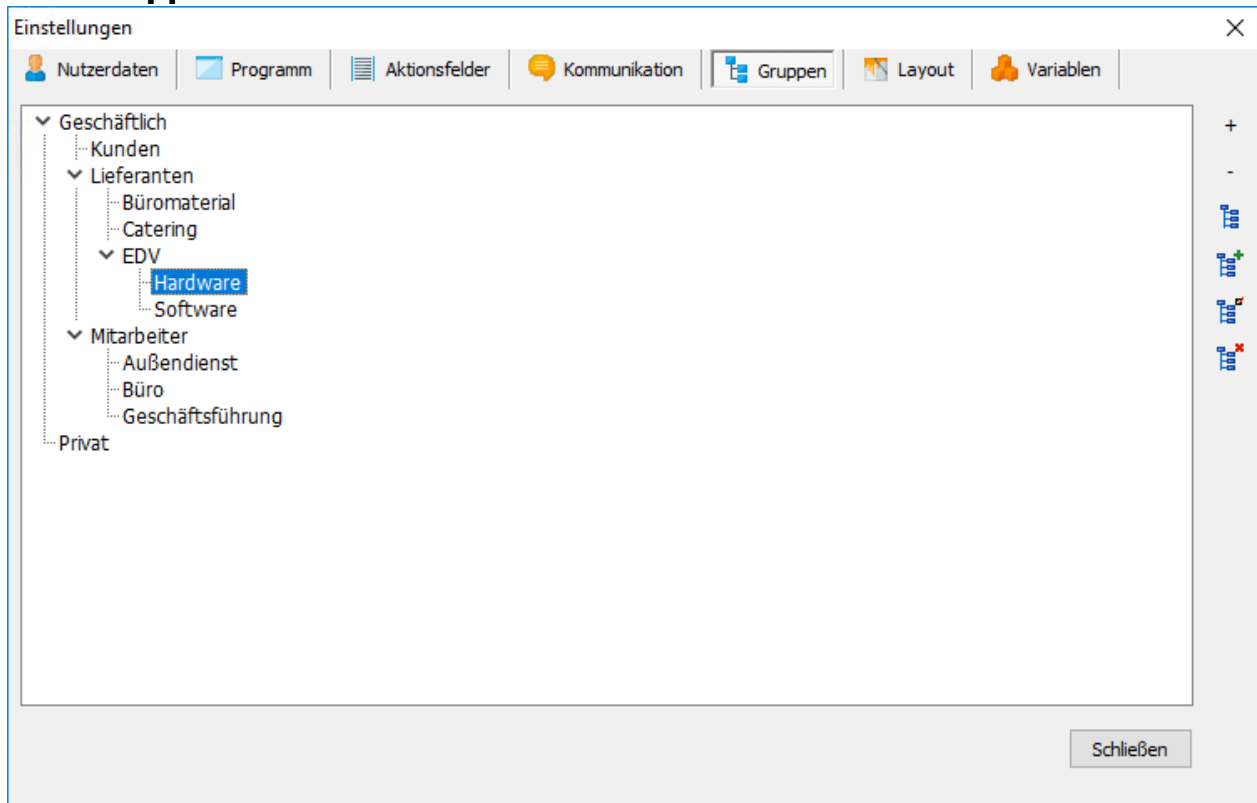 pp
Einstellungen
Nutzerdaten Programm Aktionsfelder Kommunikation Gruppen Layout Variablen
Geschäftlich
+
Kunden
Lieferanten
-
Büromaterial
Catering
EDV
Hardware
Software
Mitarbeiter
Außendienst
Büro
Geschäftsführung
Privat
Schließen